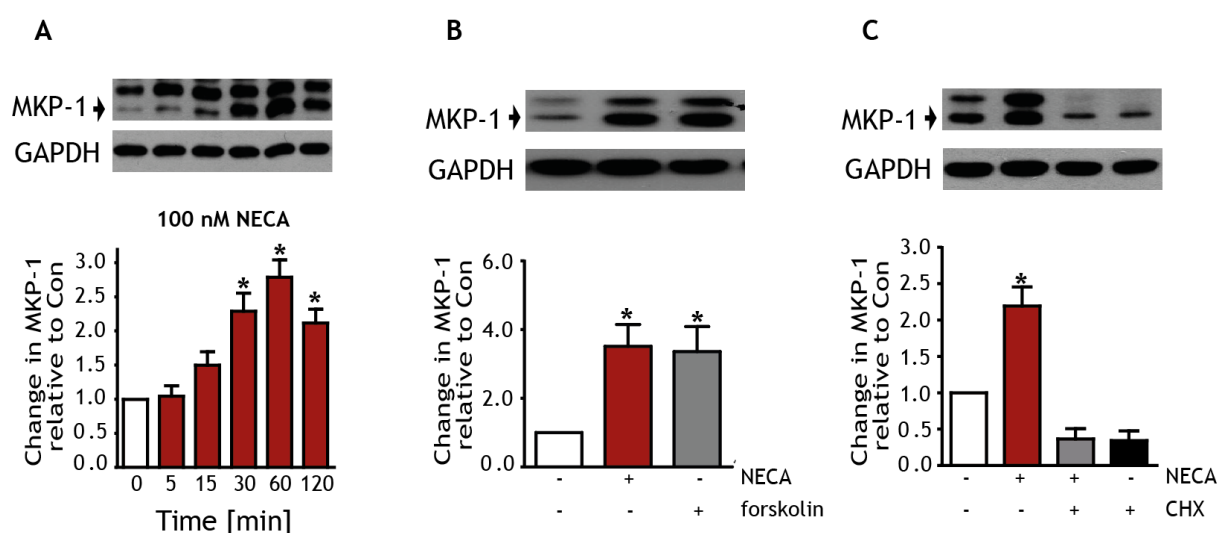 A
MKP-1
GAPDH
100 nM NECA
Change in MKP-1
relative to Con
3.0
2.5
2.0
1.5
1.0
0.5
0.0
*
*
*
0 5 15 30 60 120
Time [min]
B
MKP-1
GAPDH
Change in MKP-1
relative to Con
6.0
4.0
2.0
0.0
*
*
- + - NECA
- - + forskolin
C
MKP-1
GAPDH
Change in MKP-1
relative to Con
3.0
2.5
2.0
1.5
1.0
0.5
0.0
*
- + + - NECA
- - + + CHX